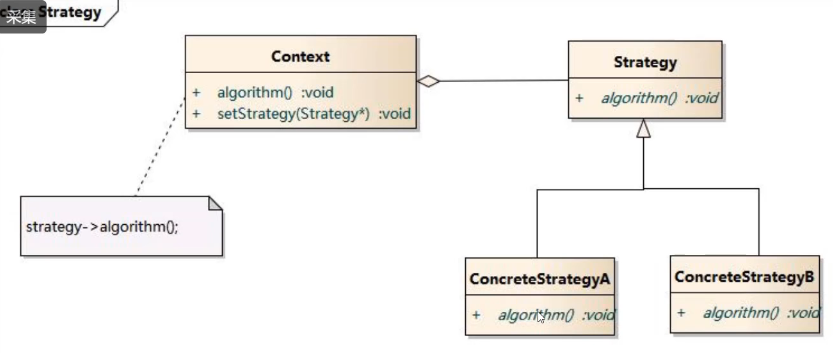 采集
Strategy
Context
+ algorithm() :void
+ setStrategy(Strategy*) :void
Strategy
+ algorithm() :void
strategy->algorithm();
ConcreteStrategyA
+ algorithm() :void
ConcreteStrategyB
+ algorithm() :void